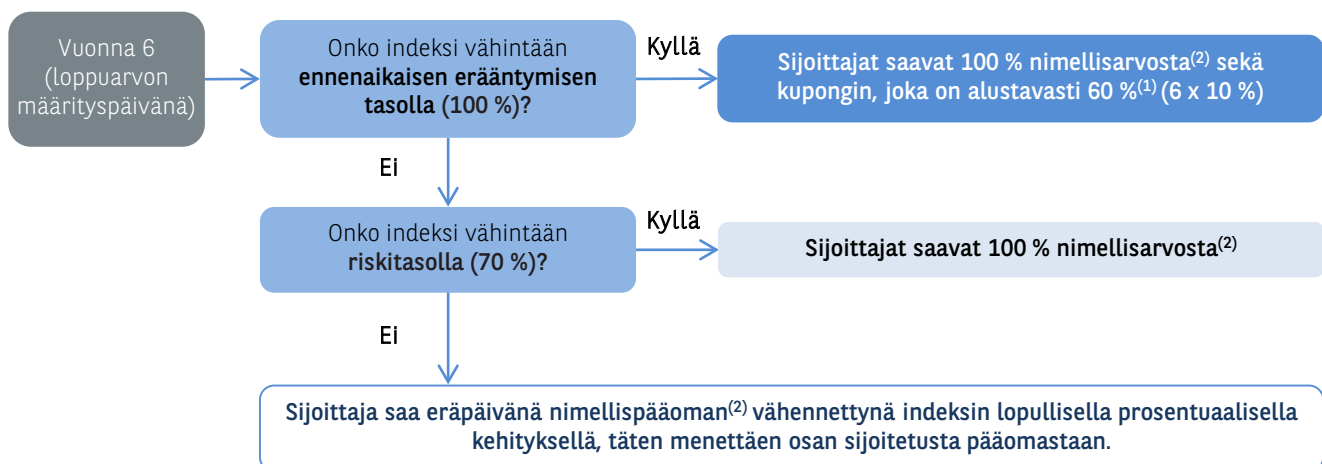 Vuonna 6
(loppuarvon
määrityspäivänä)
Onko indeksi vähintään
ennenaikaisen erääntymisen
tasolla (100 %)?
Kyllä
Sijoittajat saavat 100 % nimellisarvosta(2) sekä
kupongin, joka on alustavasti 60 %(1) (6 x 10 %)
Ei
Onko indeksi vähintään
riskitasolla (70 %)?
Kyllä
Sijoittajat saavat 100 % nimellisarvosta(2)
Ei
Sijoittaja saa eräpäivänä nimellispääoman(2) vähennettynä indeksin lopullisella prosentuaalisella
kehityksellä, täten menettäen osan sijoitetusta pääomastaan.